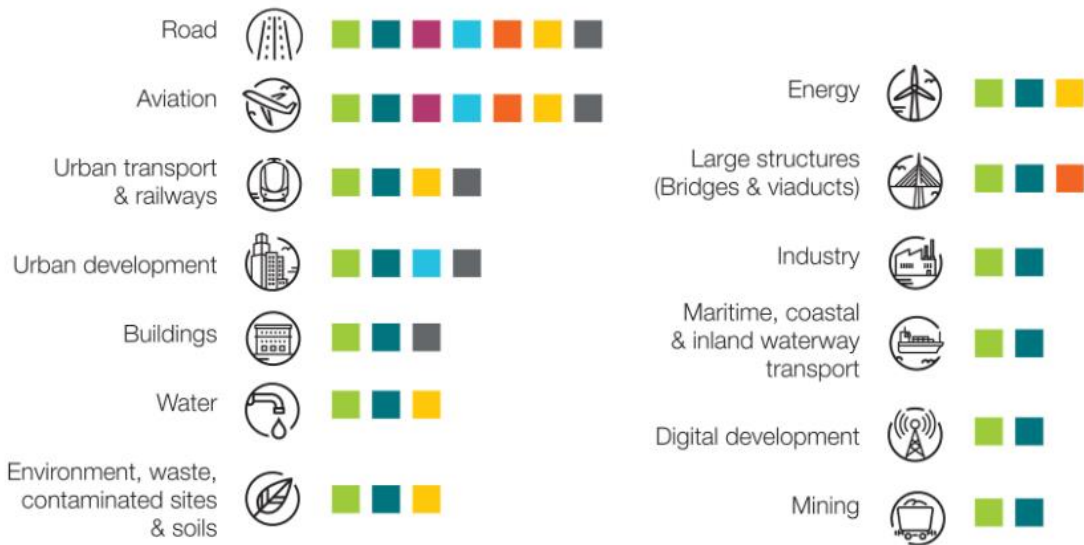 Road
Aviation
Urban transport
& railways
Urban development
Buildings
Water
Environment, waste,
contaminated sites
& soils
Energy
Large structures
(Bridges & viaducts)
Industry
Maritime, coastal
& inland waterway
transport
Digital development
Mining